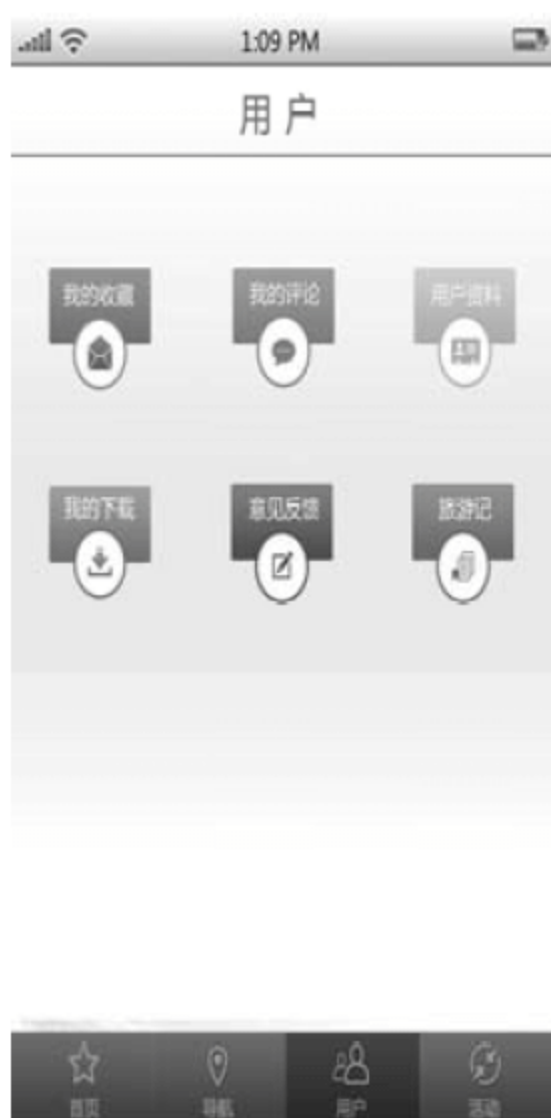 1:09 PM
用户
我的收藏
我的评论
用户资料
我的下载
意见反馈
旅游记
首页
导航
用户
活动